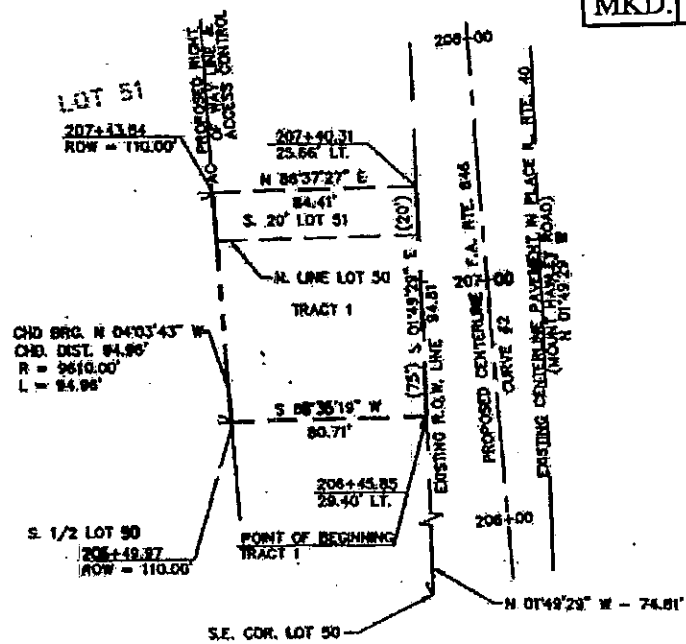 MKD.
208+00
LOT 51
PROPOSED RIGHT
OF WAY LINE &
ACCESS CONTROL
AC
207+43.84
ROW = 110.00'
207+40.31
25.66' LT.
N 86°37'27" E
84.41'
S. 20' LOT 51
(20')
N. LINE LOT 50
TRACT 1
207+00
CHD BRG. N 04°03'43" W
CHD. DIST. 94.96'
R = 9610.00'
L = 94.96'
(75') S 01°49'29" E
EXISTING R.O.W. LINE 94.81'
PROPOSED CENTERLINE F.A. RTE. 646
CURVE #2
EXISTING CENTERLINE PAVEMENT IN PLACE IL. RTE. 40
(MOUNT HAWLEY ROAD)
N 01°49'29" W
S 86°35'19" W
80.71'
206+45.85
29.40' LT.
S. 1/2 LOT 50
206+49.97
ROW = 110.00'
POINT OF BEGINNING
TRACT 1
206+00
N 01°49'29" W - 74.81'
S.E. COR. LOT 50